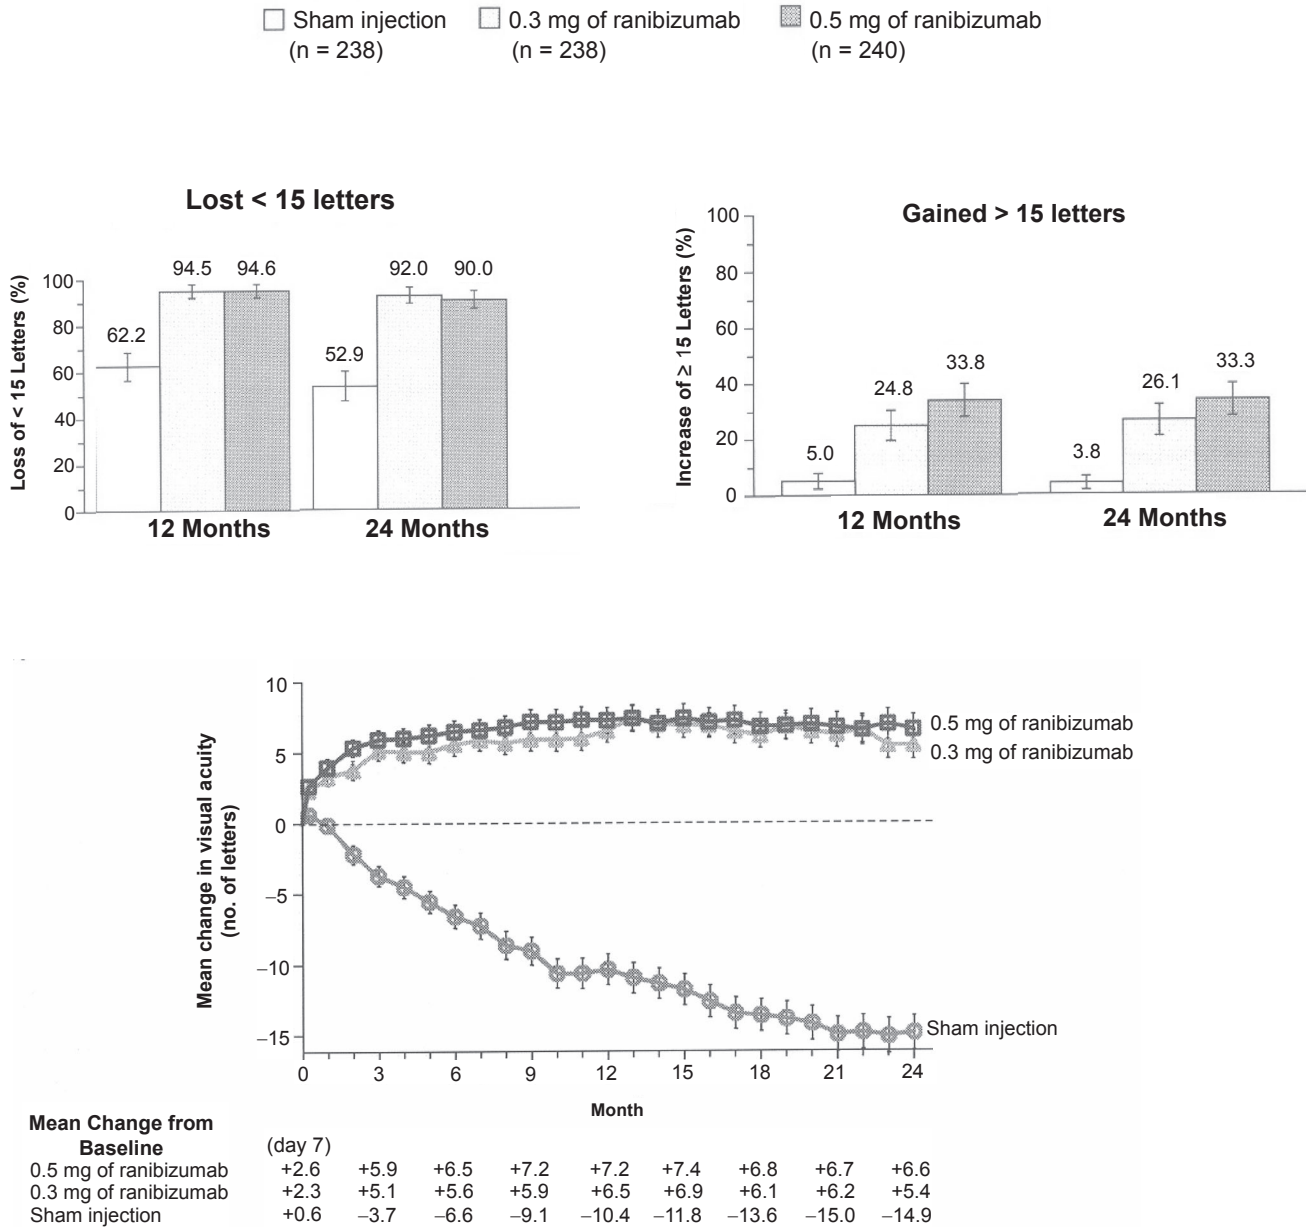 Sham injection
(n = 238)
0.3 mg of ranibizumab
(n = 238)
0.5 mg of ranibizumab
(n = 240)
Lost < 15 letters
Loss of < 15 Letters (%)
100
80
60
40
20
0
62.2
94.5
94.6
52.9
92.0
90.0
12 Months
24 Months
Gained > 15 letters
Increase of ≥ 15 Letters (%)
100
80
60
40
20
0
5.0
24.8
33.8
3.8
26.1
33.3
12 Months
24 Months
Mean change in visual acuity
(no. of letters)
10
5
0
–5
–10
–15
0.5 mg of ranibizumab
0.3 mg of ranibizumab
Sham injection
0 3 6 9 12 15 18 21 24
Month
Mean Change from
Baseline
(day 7)
0.5 mg of ranibizumab +2.6 +5.9 +6.5 +7.2 +7.2 +7.4 +6.8 +6.7 +6.6
0.3 mg of ranibizumab +2.3 +5.1 +5.6 +5.9 +6.5 +6.9 +6.1 +6.2 +5.4
Sham injection +0.6 –3.7 –6.6 –9.1 –10.4 –11.8 –13.6 –15.0 –14.9